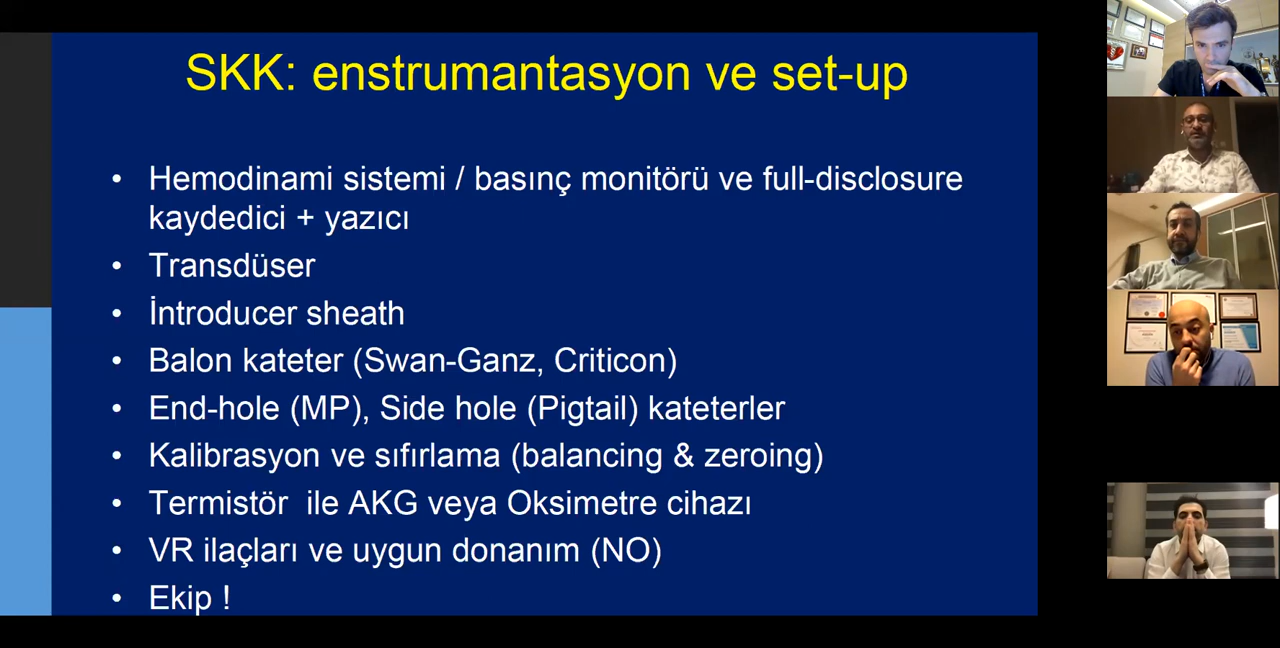 SKK: enstrumantasyon ve set-up
• Hemodinami sistemi / basınç monitörü ve full-disclosure
kaydedici + yazıcı
• Transdüser
• İntroducer sheath
• Balon kateter (Swan-Ganz, Criticon)
• End-hole (MP), Side hole (Pigtail) kateterler
• Kalibrasyon ve sıfırlama (balancing & zeroing)
• Termistör  ile AKG veya Oksimetre cihazı
• VR ilaçları ve uygun donanım (NO)
• Ekip !